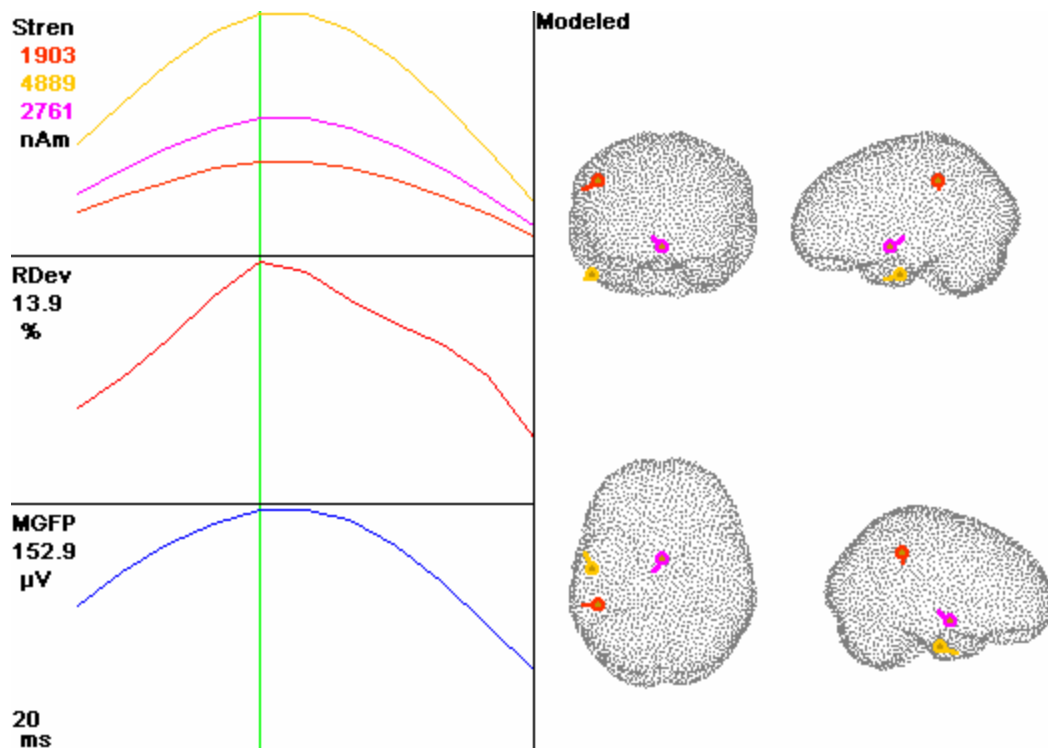 Stren
1903
4889
2761
nAm
Modeled
RDev
13.9
%
MGFP
152.9
µV
20
ms